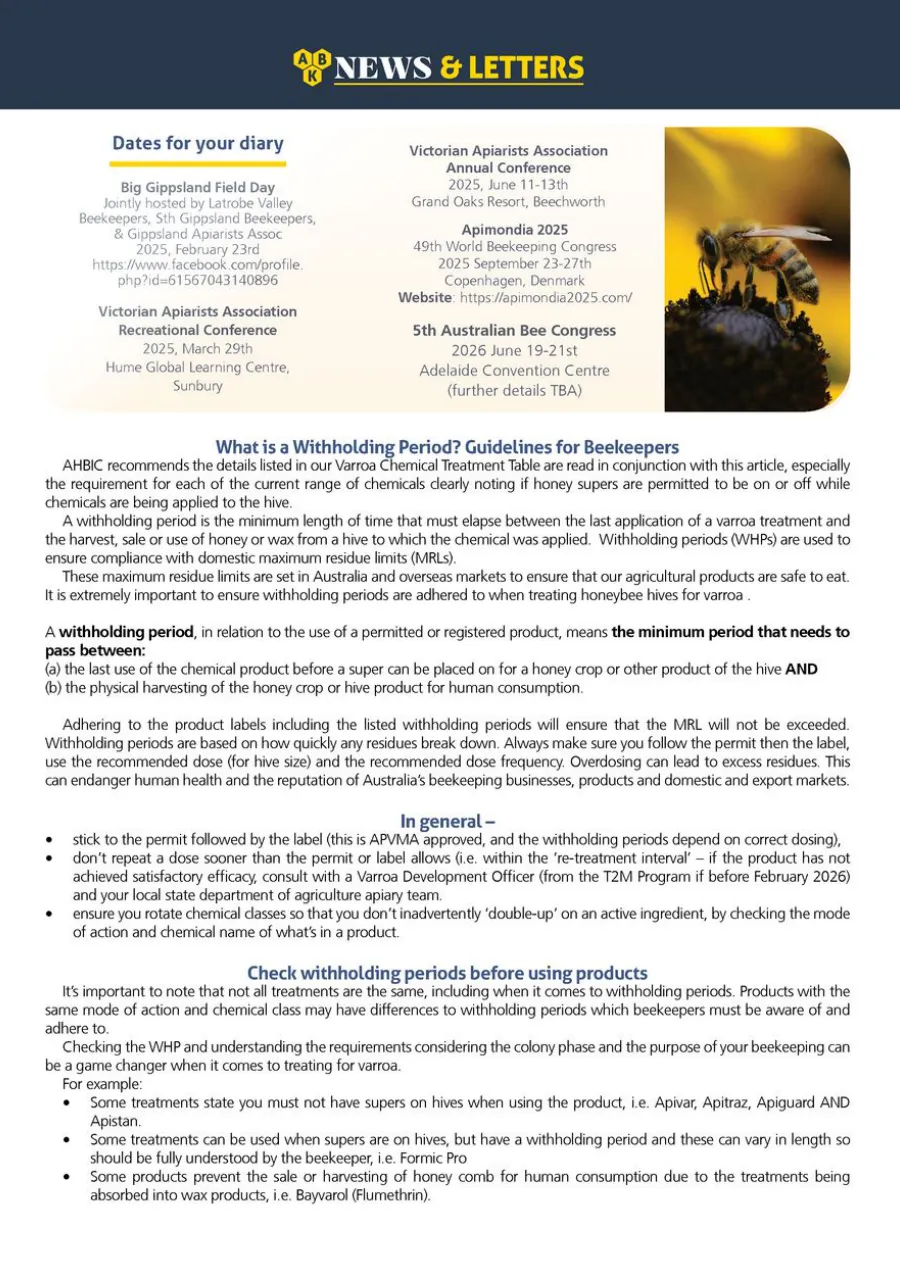 ABK NEWS & LETTERS
Dates for your diary
Big Gippsland Field Day
Jointly hosted by Latrobe Valley
Beekeepers, Sth Gippsland Beekeepers,
& Gippsland Apiarists Assoc
2025, February 23rd
https://www.facebook.com/profile.
php?id=61567043140896
Victorian Apiarists Association
Recreational Conference
2025, March 29th
Hume Global Learning Centre,
Sunbury
Victorian Apiarists Association
Annual Conference
2025, June 11-13th
Grand Oaks Resort, Beechworth
Apimondia 2025
49th World Beekeeping Congress
2025 September 23-27th
Copenhagen, Denmark
Website: https://apimondia2025.com/
5th Australian Bee Congress
2026 June 19-21st
Adelaide Convention Centre
(further details TBA)
What is a Withholding Period? Guidelines for Beekeepers
AHBIC recommends the details listed in our Varroa Chemical Treatment Table are read in conjunction with this article, especially
the requirement for each of the current range of chemicals clearly noting if honey supers are permitted to be on or off while
chemicals are being applied to the hive.
A withholding period is the minimum length of time that must elapse between the last application of a varroa treatment and
the harvest, sale or use of honey or wax from a hive to which the chemical was applied. Withholding periods (WHPs) are used to
ensure compliance with domestic maximum residue limits (MRLs).
These maximum residue limits are set in Australia and overseas markets to ensure that our agricultural products are safe to eat.
It is extremely important to ensure withholding periods are adhered to when treating honeybee hives for varroa .
A withholding period, in relation to the use of a permitted or registered product, means the minimum period that needs to
pass between:
(a) the last use of the chemical product before a super can be placed on for a honey crop or other product of the hive AND
(b) the physical harvesting of the honey crop or hive product for human consumption.
Adhering to the product labels including the listed withholding periods will ensure that the MRL will not be exceeded.
Withholding periods are based on how quickly any residues break down. Always make sure you follow the permit then the label,
use the recommended dose (for hive size) and the recommended dose frequency. Overdosing can lead to excess residues. This
can endanger human health and the reputation of Australia's beekeeping businesses, products and domestic and export markets.
In general –
• stick to the permit followed by the label (this is APVMA approved, and the withholding periods depend on correct dosing),
• don't repeat a dose sooner than the permit or label allows (i.e. within the 're-treatment interval' – if the product has not
achieved satisfactory efficacy, consult with a Varroa Development Officer (from the T2M Program if before February 2026)
and your local state department of agriculture apiary team.
• ensure you rotate chemical classes so that you don't inadvertently 'double-up' on an active ingredient, by checking the mode
of action and chemical name of what's in a product.
Check withholding periods before using products
It's important to note that not all treatments are the same, including when it comes to withholding periods. Products with the
same mode of action and chemical class may have differences to withholding periods which beekeepers must be aware of and
adhere to.
Checking the WHP and understanding the requirements considering the colony phase and the purpose of your beekeeping can
be a game changer when it comes to treating for varroa.
For example:
• Some treatments state you must not have supers on hives when using the product, i.e. Apivar, Apitraz, Apiguard AND
Apistan.
• Some treatments can be used when supers are on hives, but have a withholding period and these can vary in length so
should be fully understood by the beekeeper, i.e. Formic Pro
• Some products prevent the sale or harvesting of honey comb for human consumption due to the treatments being
absorbed into wax products, i.e. Bayvarol (Flumethrin).